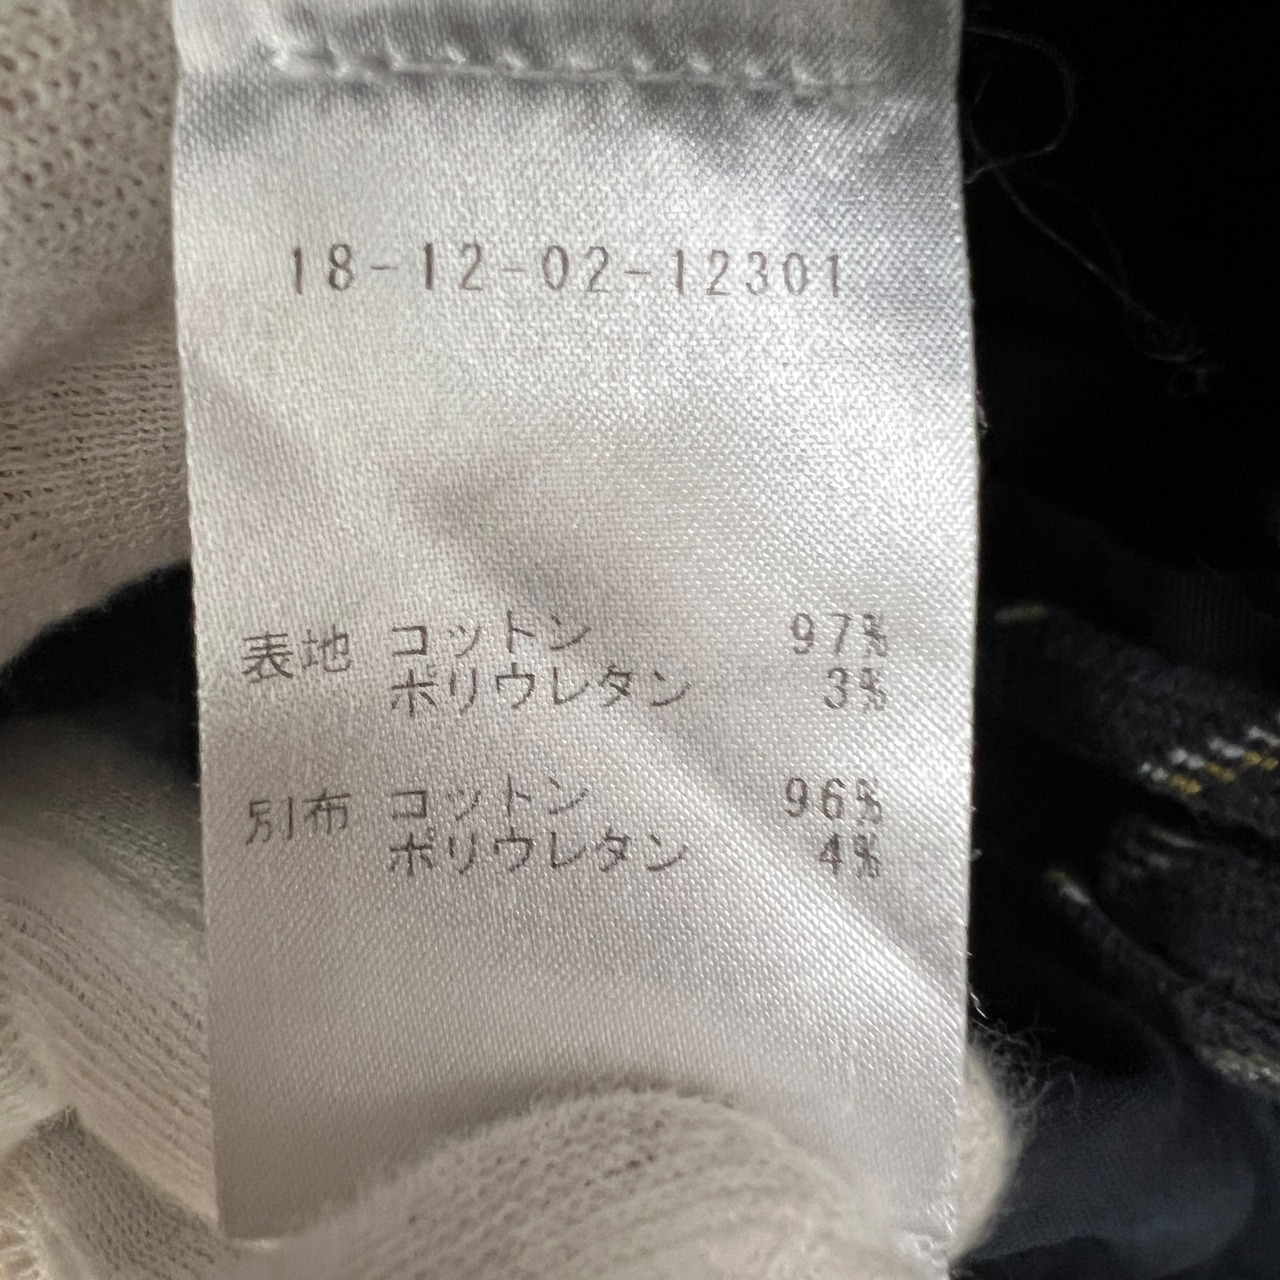 18-12-02-12301
表地 コットン 97%
ポリウレタン 3%
別布 コットン 96%
ポリウレタン 4%